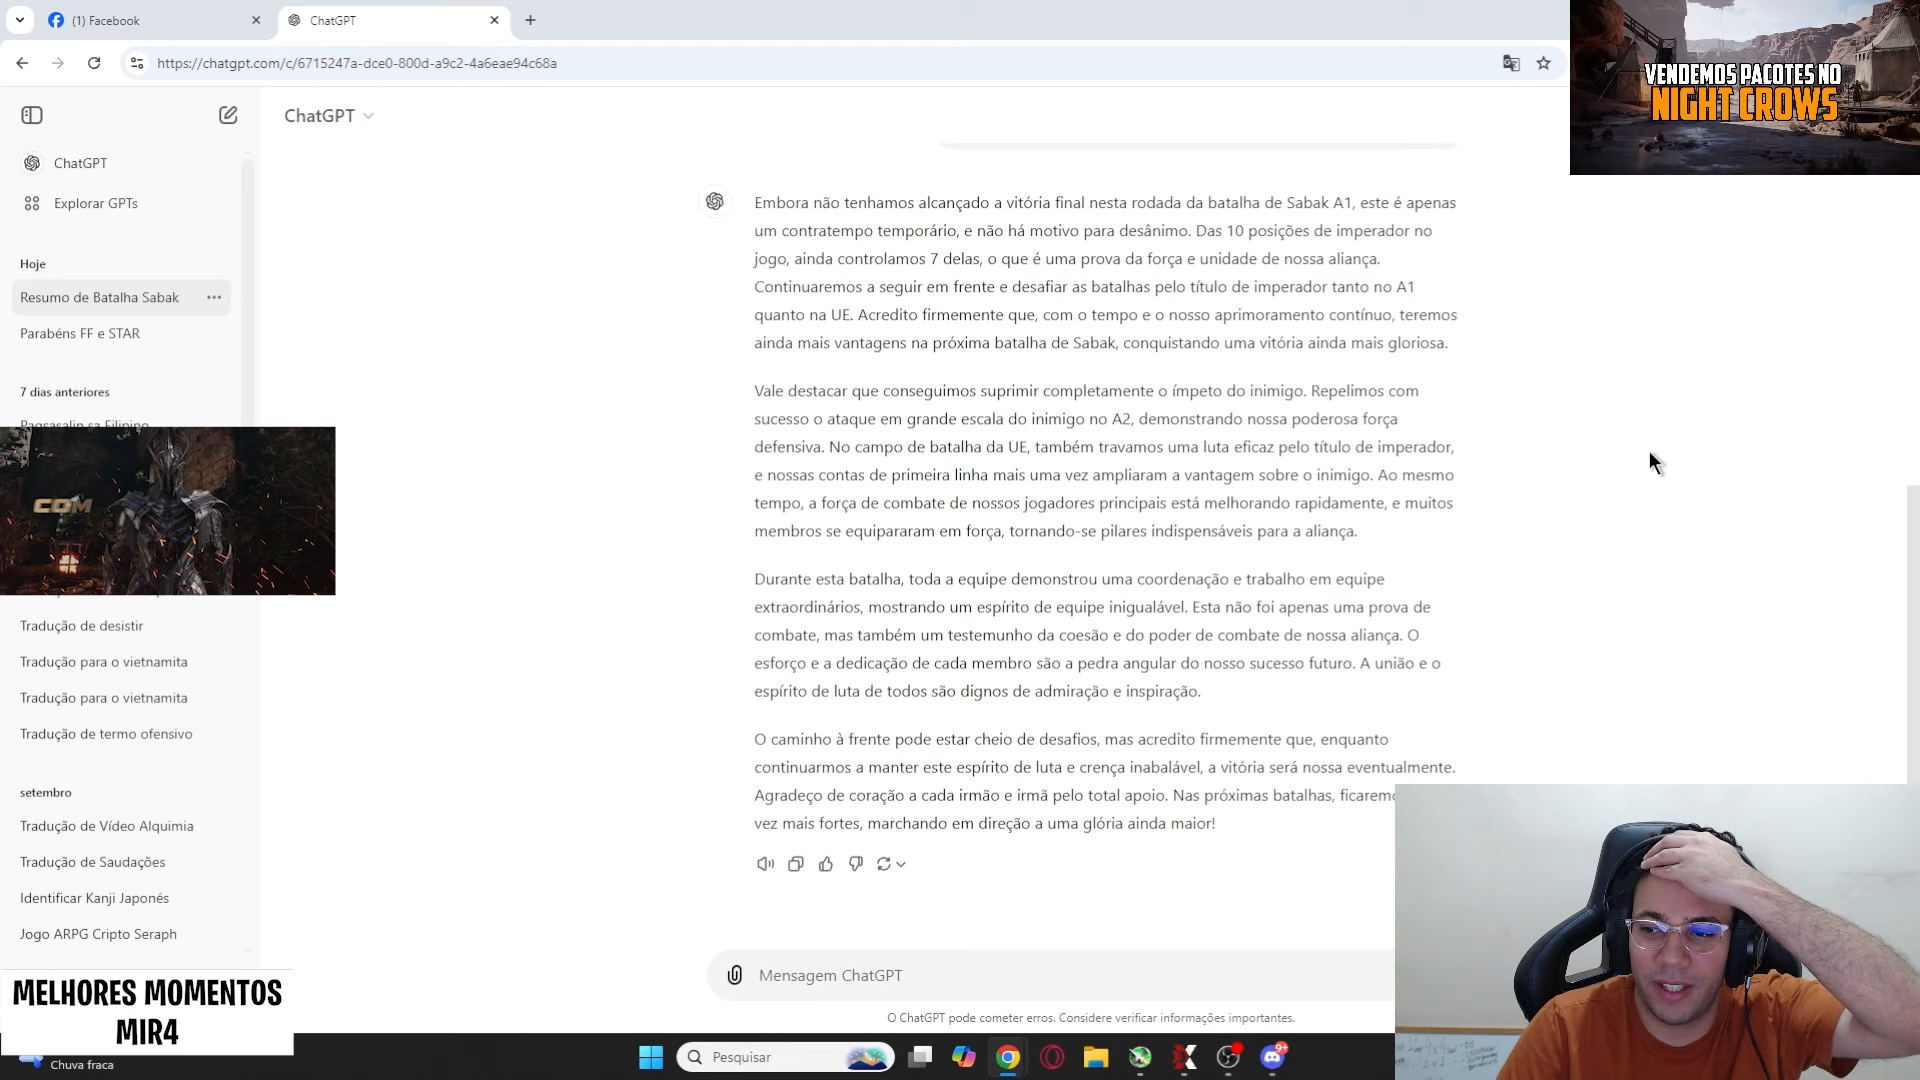 (1) Facebook
ChatGPT
https://chatgpt.com/c/6715247a-dce0-800d-a9c2-4a6eae94c68a
VENDEMOS PACOTES NO
NIGHT CROWS
ChatGPT
ChatGPT
Explorar GPTs
Hoje
Resumo de Batalha Sabak
Parabéns FF e STAR
7 dias anteriores
Pagsasalin sa Filipino
COM
Tradução de desistir
Tradução para o vietnamita
Tradução para o vietnamita
Tradução de termo ofensivo
setembro
Tradução de Vídeo Alquimia
Tradução de Saudações
Identificar Kanji Japonés
Jogo ARPG Cripto Seraph
MELHORES MOMENTOS
MIR4
Embora não tenhamos alcançado a vitória final nesta rodada da batalha de Sabak A1, este é apenas
um contratempo temporário, e não há motivo para desânimo. Das 10 posições de imperador no
jogo, ainda controlamos 7 delas, o que é uma prova da força e unidade de nossa aliança.
Continuaremos a seguir em frente e desafiar as batalhas pelo título de imperador tanto no A1
quanto na UE. Acredito firmemente que, com o tempo e o nosso aprimoramento contínuo, teremos
ainda mais vantagens na próxima batalha de Sabak, conquistando uma vitória ainda mais gloriosa.
Vale destacar que conseguimos suprimir completamente o ímpeto do inimigo. Repelimos com
sucesso o ataque em grande escala do inimigo no A2, demonstrando nossa poderosa força
defensiva. No campo de batalha da UE, também travamos uma luta eficaz pelo título de imperador,
e nossas contas de primeira linha mais uma vez ampliaram a vantagem sobre o inimigo. Ao mesmo
tempo, a força de combate de nossos jogadores principais está melhorando rapidamente, e muitos
membros se equipararam em força, tornando-se pilares indispensáveis para a aliança.
Durante esta batalha, toda a equipe demonstrou uma coordenação e trabalho em equipe
extraordinários, mostrando um espírito de equipe inigualável. Esta não foi apenas uma prova de
combate, mas também um testemunho da coesão e do poder de combate de nossa aliança. O
esforço e a dedicação de cada membro são a pedra angular do nosso sucesso futuro. A união e o
espírito de luta de todos são dignos de admiração e inspiração.
O caminho à frente pode estar cheio de desafios, mas acredito firmemente que, enquanto
continuarmos a manter este espírito de luta e crença inabalável, a vitória será nossa eventualmente.
Agradeço de coração a cada irmão e irmã pelo total apoio. Nas próximas batalhas, ficaremo
vez mais fortes, marchando em direção a uma glória ainda maior!
Mensagem ChatGPT
O ChatGPT pode cometer erros. Considere verificar informações importantes.
Chuva fraca
Pesquisar
9+